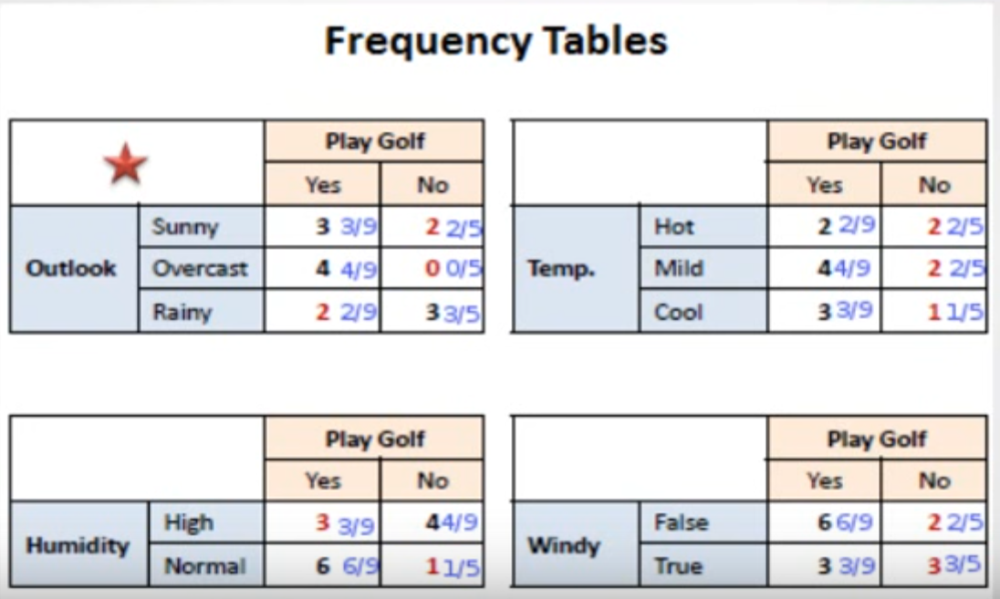 Frequency Tables
Play Golf
Yes No
Outlook Sunny 3 3/9 2 2/5
Overcast 4 4/9 0 0/5
Rainy 2 2/9 3 3/5
Play Golf
Yes No
Temp. Hot 2 2/9 2 2/5
Mild 4 4/9 2 2/5
Cool 3 3/9 1 1/5
Play Golf
Yes No
Humidity High 3 3/9 4 4/9
Normal 6 6/9 1 1/5
Play Golf
Yes No
Windy False 6 6/9 2 2/5
True 3 3/9 3 3/5